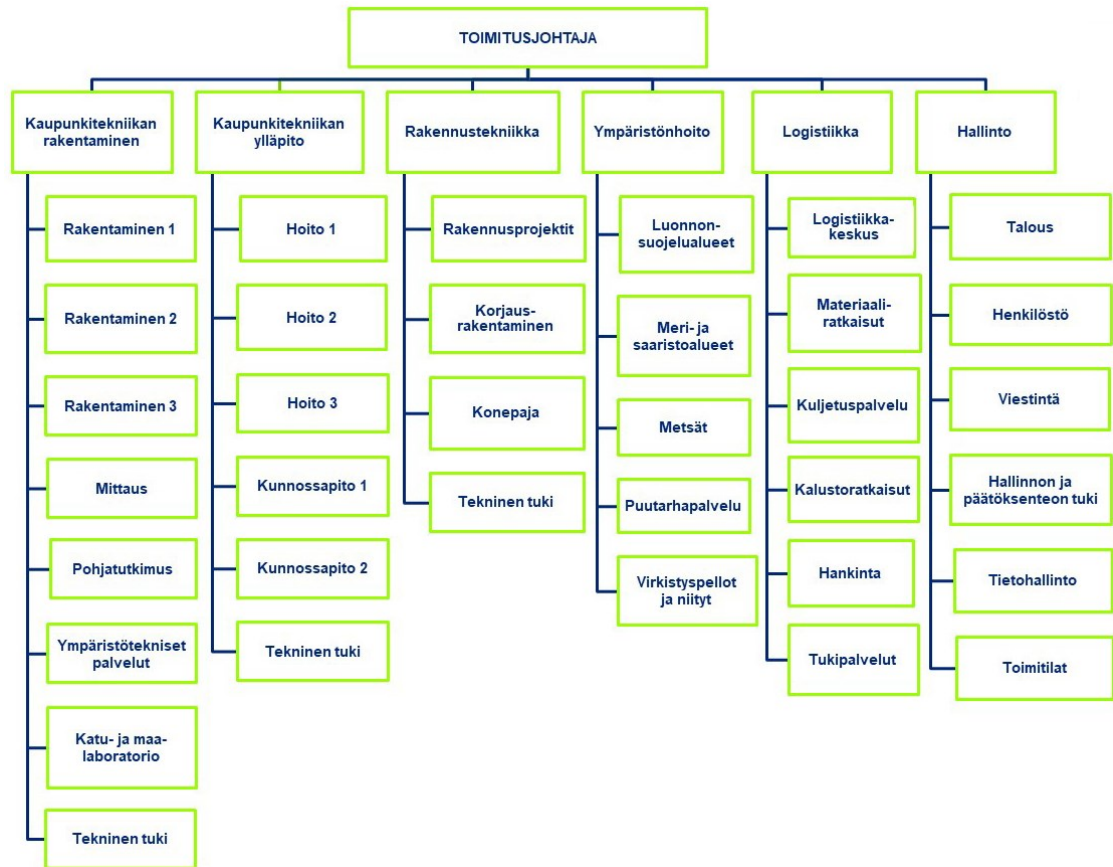 TOIMITUSJOHTAJA
Kaupunkitekniikan
rakentaminen
Rakentaminen 1
Rakentaminen 2
Rakentaminen 3
Mittaus
Pohjatutkimus
Ympäristötekniset
palvelut
Katu- ja maa-
laboratorio
Tekninen tuki
Kaupunkitekniikan
ylläpito
Hoito 1
Hoito 2
Hoito 3
Kunnossapito 1
Kunnossapito 2
Tekninen tuki
Rakennustekniikka
Rakennusprojektit
Korjaus-
rakentaminen
Konepaja
Tekninen tuki
Ympäristönhoito
Luonnon-
suojelualueet
Meri- ja
saaristoalueet
Metsät
Puutarhapalvelu
Virkistyspellot
ja niityt
Logistiikka
Logistiikka-
keskus
Materiaali-
ratkaisut
Kuljetuspalvelu
Kalustoratkaisut
Hankinta
Tukipalvelut
Hallinto
Talous
Henkilöstö
Viestintä
Hallinnon ja
päätöksenteon tuki
Tietohallinto
Toimitilat